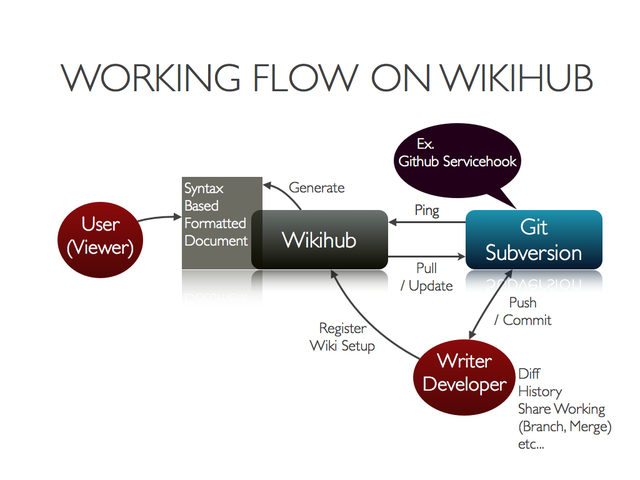 WORKING FLOW ON WIKIHUB
Ex.
Github Servicehook
Syntax
Based
Formatted
Document
Generate
User
(Viewer)
Wikihub
Ping
Git
Subversion
Pull
/ Update
Push
/ Commit
Register
Wiki Setup
Writer
Developer
Diff
History
Share Working
(Branch, Merge)
etc...